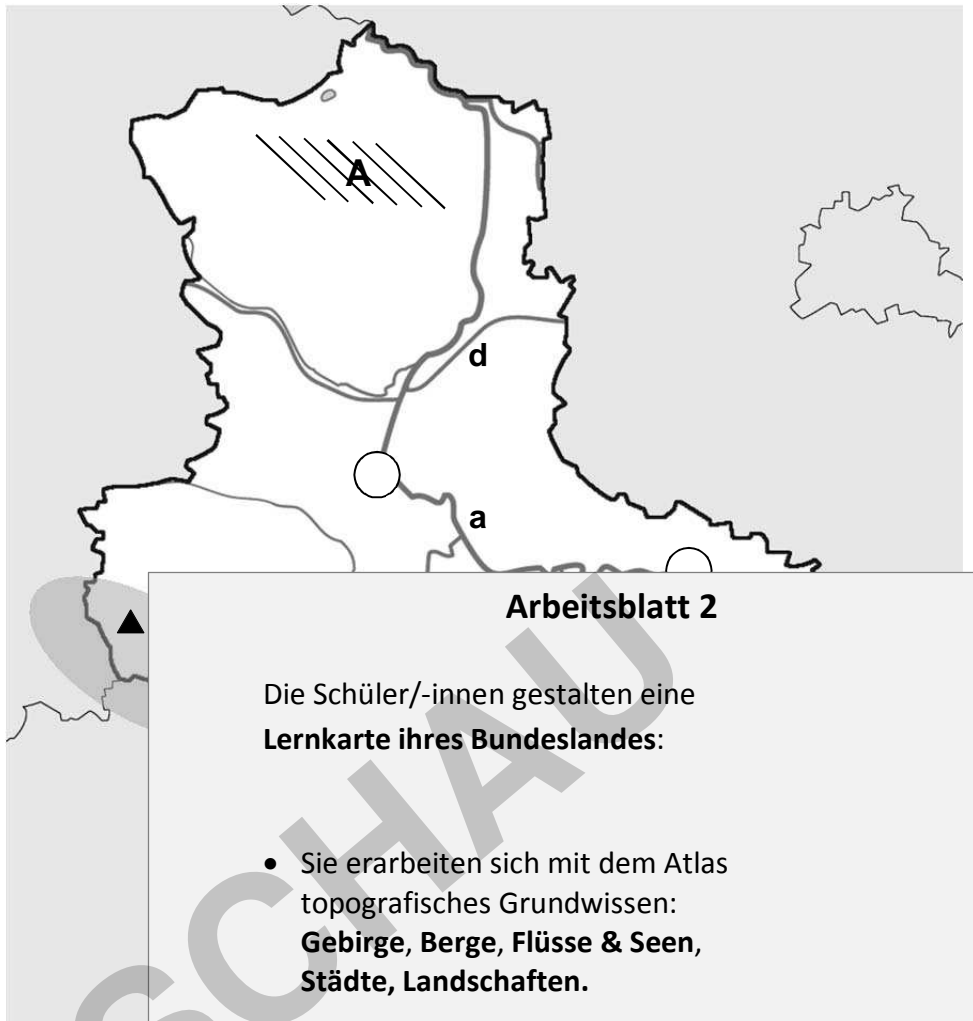 A
d
a
Arbeitsblatt 2
Die Schüler/-innen gestalten eine
Lernkarte ihres Bundeslandes:
• Sie erarbeiten sich mit dem Atlas
topografisches Grundwissen:
Gebirge, Berge, Flüsse & Seen,
Städte, Landschaften.
SCHAU